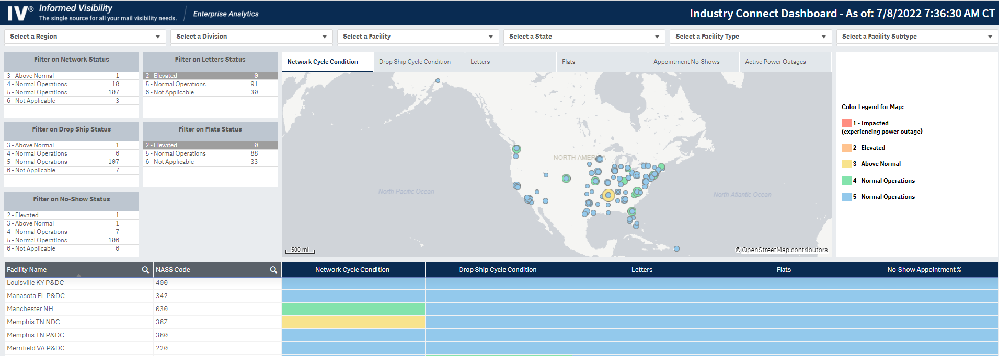 IV® Informed Visibility
The single source for all your mail visibility needs.
Enterprise Analytics
Industry Connect Dashboard - As of: 7/8/2022 7:36:30 AM CT
Select a Region
Select a Division
Select a Facility
Select a State
Select a Facility Type
Select a Facility Subtype
Filter on Network Status
3 - Above Normal 1
4 - Normal Operations 10
5 - Normal Operations 107
6 - Not Applicable 3
Filter on Letters Status
2 - Elevated 0
5 - Normal Operations 91
6 - Not Applicable 30
Filter on Drop Ship Status
3 - Above Normal 1
4 - Normal Operations 6
5 - Normal Operations 107
6 - Not Applicable 7
Filter on Flats Status
2 - Elevated 0
5 - Normal Operations 88
6 - Not Applicable 33
Filter on No-Show Status
2 - Elevated 1
3 - Above Normal 1
4 - Normal Operations 7
5 - Normal Operations 106
6 - Not Applicable 6
Network Cycle Condition
Drop Ship Cycle Condition
Letters
Flats
Appointment No-Shows
Active Power Outages
NORTH AMERICA
North Pacific Ocean
North Atlantic Ocean
500 mi
© OpenStreetMap contributors
Color Legend for Map:
1 - Impacted
(experiencing power outage)
2 - Elevated
3 - Above Normal
4 - Normal Operations
5 - Normal Operations
Facility Name NASS Code Network Cycle Condition Drop Ship Cycle Condition Letters Flats No-Show Appointment %
Louisville KY P&DC 400
Manasota FL P&DC 342
Manchester NH 030
Memphis TN NDC 38Z
Memphis TN P&DC 380
Merrifield VA P&DC 220